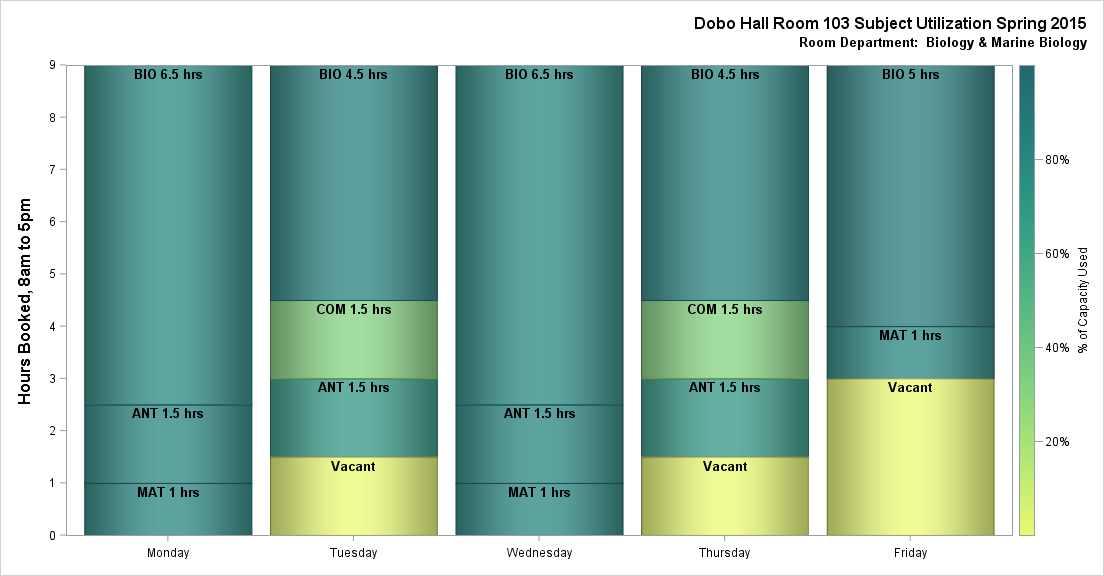 Dobo Hall Room 103 Subject Utilization Spring 2015
Room Department:  Biology & Marine Biology
Hours Booked, 8am to 5pm
9
8
7
6
5
4
3
2
1
0
BIO 6.5 hrs
ANT 1.5 hrs
MAT 1 hrs
BIO 4.5 hrs
COM 1.5 hrs
ANT 1.5 hrs
Vacant
BIO 6.5 hrs
ANT 1.5 hrs
MAT 1 hrs
BIO 4.5 hrs
COM 1.5 hrs
ANT 1.5 hrs
Vacant
BIO 5 hrs
MAT 1 hrs
Vacant
Monday
Tuesday
Wednesday
Thursday
Friday
80%
60%
40%
20%
% of Capacity Used